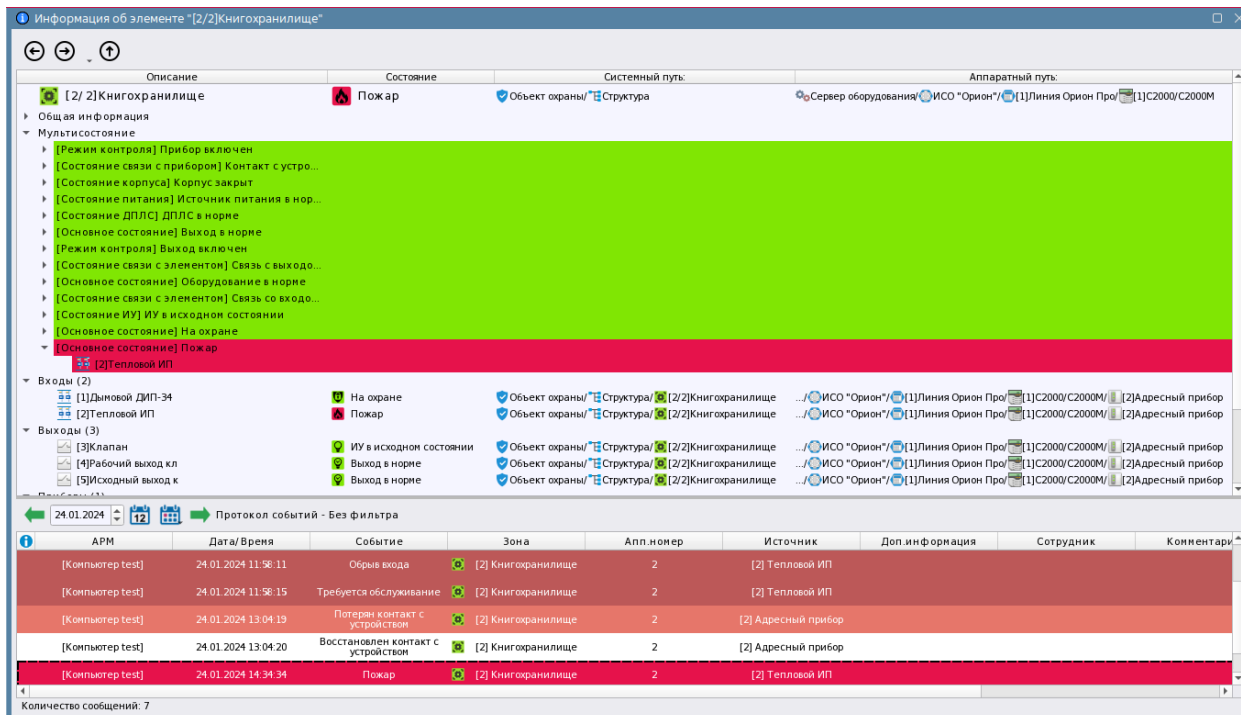 Информация об элементе "[2/2]Книгохранилище"
Описание Состояние Системный путь: Аппаратный путь:
[2/2]Книгохранилище Пожар Объект охраны/Структура Сервер оборудования/ИСО "Орион"/[1]Линия Орион Про/[1]С2000/С2000М
Общая информация
Мультисостояние
[Режим контроля] Прибор включен
[Состояние связи с прибором] Контакт с устро...
[Состояние корпуса] Корпус закрыт
[Состояние питания] Источник питания в нор...
[Состояние ДПЛС] ДПЛС в норме
[Основное состояние] Выход в норме
[Режим контроля] Выход включен
[Состояние связи с элементом] Связь с выходо...
[Основное состояние] Оборудование в норме
[Состояние связи с элементом] Связь со входо...
[Состояние ИУ] ИУ в исходном состоянии
[Основное состояние] На охране
[Основное состояние] Пожар
[2]Тепловой ИП
Входы (2)
[1]Дымовой ДИП-34 На охране Объект охраны/Структура/[2/2]Книгохранилище .../ИСО "Орион"/[1]Линия Орион Про/[1]С2000/С2000М/[2]Адресный прибор
[2]Тепловой ИП Пожар Объект охраны/Структура/[2/2]Книгохранилище .../ИСО "Орион"/[1]Линия Орион Про/[1]С2000/С2000М/[2]Адресный прибор
Выходы (3)
[3]Клапан ИУ в исходном состоянии Объект охраны/Структура/[2/2]Книгохранилище .../ИСО "Орион"/[1]Линия Орион Про/[1]С2000/С2000М/[2]Адресный прибор
[4]Рабочий выход кл Выход в норме Объект охраны/Структура/[2/2]Книгохранилище .../ИСО "Орион"/[1]Линия Орион Про/[1]С2000/С2000М/[2]Адресный прибор
[5]Исходный выход к Выход в норме Объект охраны/Структура/[2/2]Книгохранилище .../ИСО "Орион"/[1]Линия Орион Про/[1]С2000/С2000М/[2]Адресный прибор
24.01.2024 12 Протокол событий - Без фильтра
АРМ Дата/Время Событие Зона Апп.номер Источник Доп.информация Сотрудник Комментари
[Компьютер test] 24.01.2024 11:58:11 Обрыв входа [2] Книгохранилище 2 [2] Тепловой ИП
[Компьютер test] 24.01.2024 11:58:15 Требуется обслуживание [2] Книгохранилище 2 [2] Тепловой ИП
[Компьютер test] 24.01.2024 13:04:19 Потерян контакт с устройством [2] Книгохранилище 2 [2] Адресный прибор
[Компьютер test] 24.01.2024 13:04:20 Восстановлен контакт с устройством [2] Книгохранилище 2 [2] Адресный прибор
[Компьютер test] 24.01.2024 14:34:34 Пожар [2] Книгохранилище 2 [2] Тепловой ИП
Количество сообщений: 7